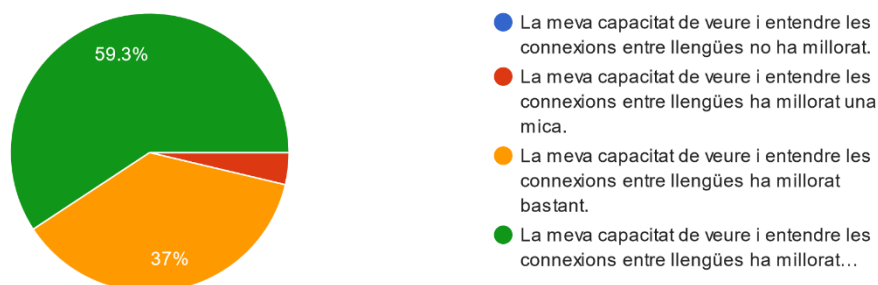 59.3%
37%
La meva capacitat de veure i entendre les
connexions entre llengües no ha millorat.
La meva capacitat de veure i entendre les
connexions entre llengües ha millorat una
mica.
La meva capacitat de veure i entendre les
connexions entre llengües ha millorat
bastant.
La meva capacitat de veure i entendre les
connexions entre llengües ha millorat…